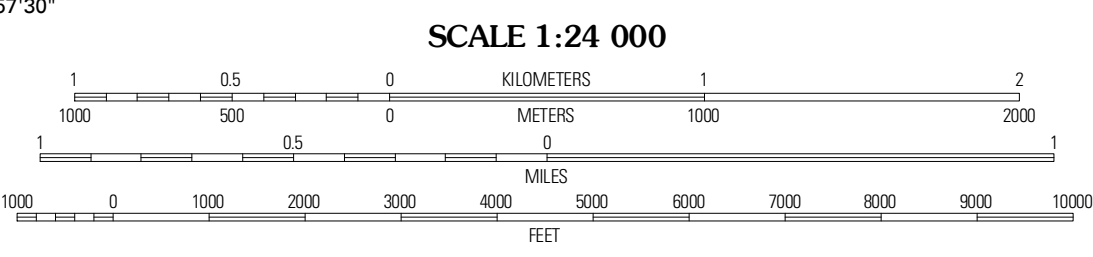 57'30"
SCALE 1:24 000
1 0.5 0 KILOMETERS 1 2
1000 500 0 METERS 1000 2000
1 0.5 0 1
MILES
1000 0 1000 2000 3000 4000 5000 6000 7000 8000 9000 10000
FEET